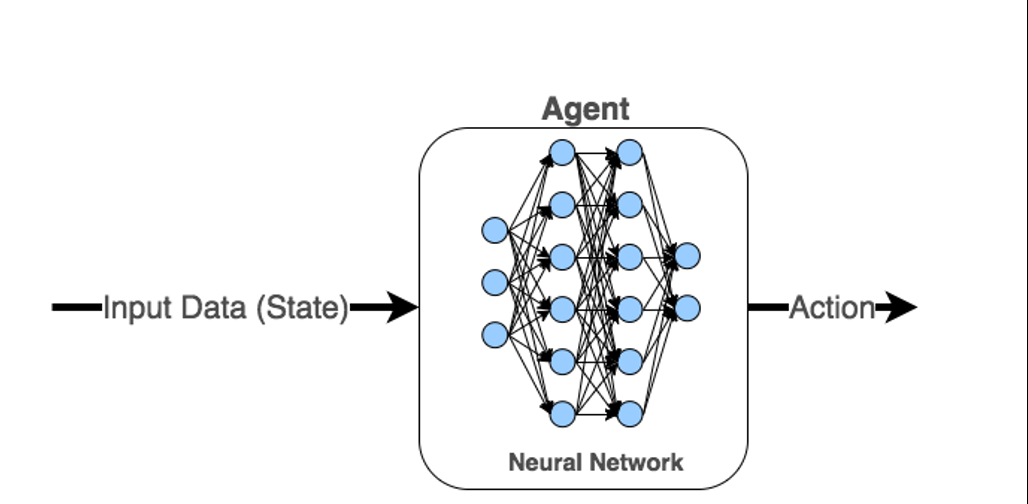 Agent
Input Data (State)
Action
Neural Network